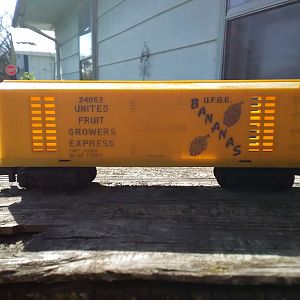 24052
UNITED
FRUIT
GROWERS
EXPRESS
U.F.G.E.
BANANAS